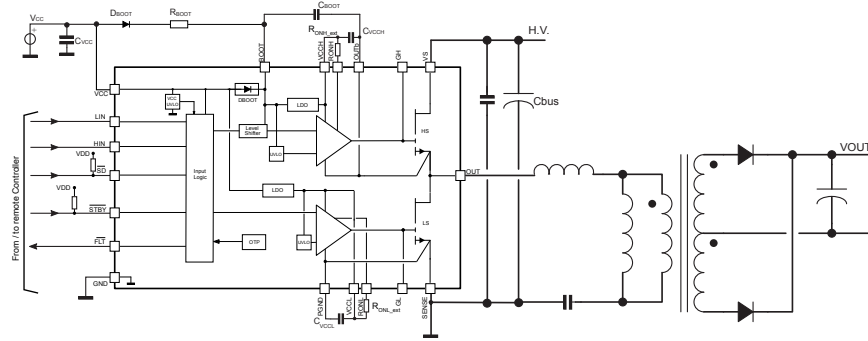 VCC
DBOOT
RBOOT
CBOOT
CVCC
RONH_ext
CVCCH
H.V.
BOOT
VCCH
RONH
OUTb
GH
VS
VCC
DBOOT
VCC UVLO
LDO
Cbus
LIN
HIN
VDD
SD
VDD
STBY
FLT
GND
From / to remote Controller
Level Shifter
UVLO
HS
Input Logic
OUT
VOUT
LDO
LS
UVLO
OTP
PGND
VCCL
RONL
GL
SENSE
CVCCL
RONL_ext